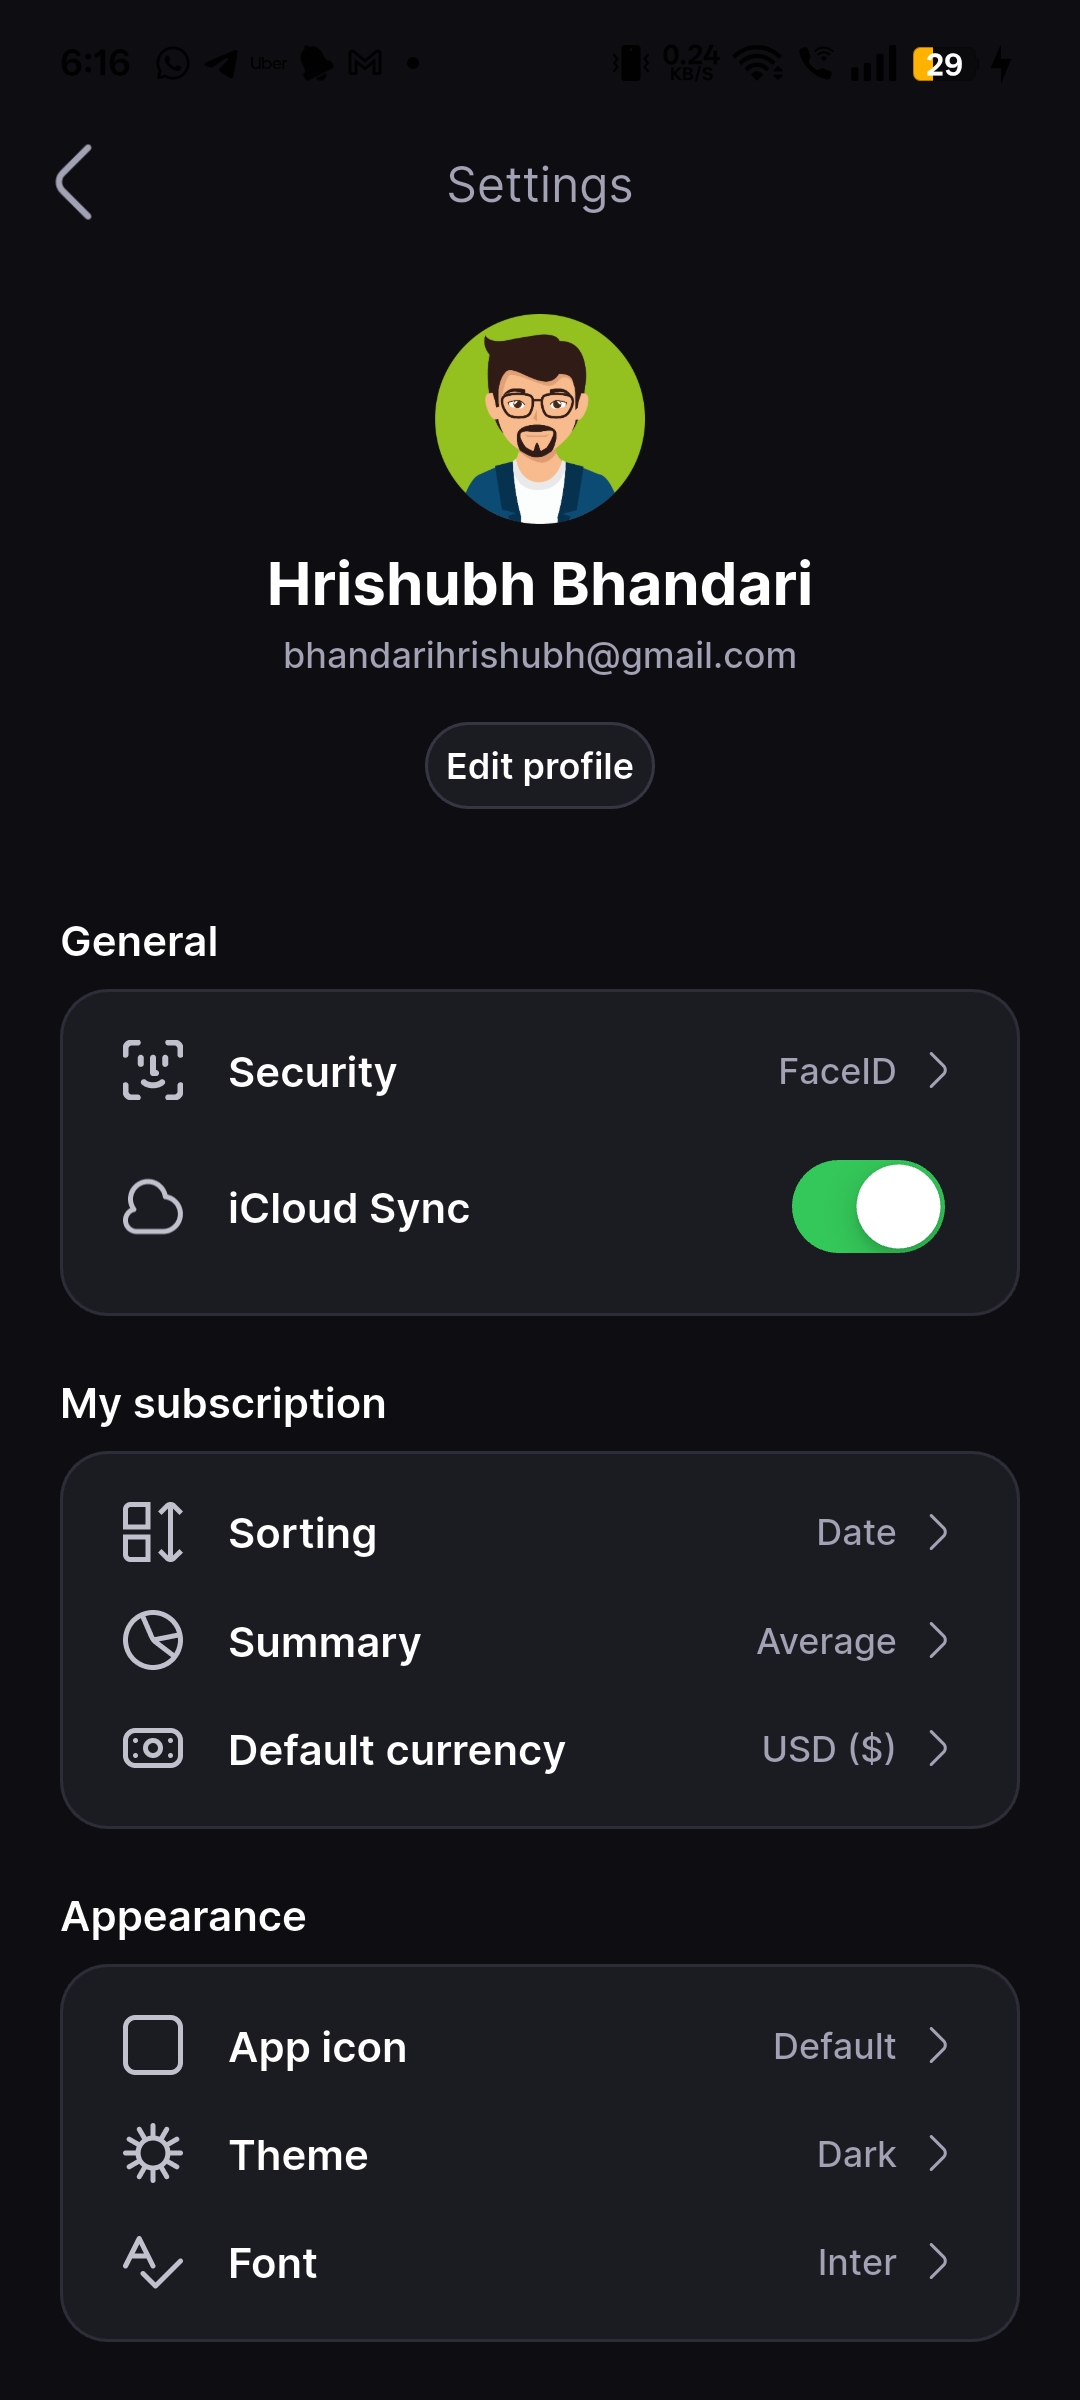 6:16 Uber 0.24 KB/S 29
Settings
Hrishubh Bhandari
bhandarihrishubh@gmail.com
Edit profile
General
Security FaceID
iCloud Sync
My subscription
Sorting Date
Summary Average
Default currency USD ($)
Appearance
App icon Default
Theme Dark
Font Inter